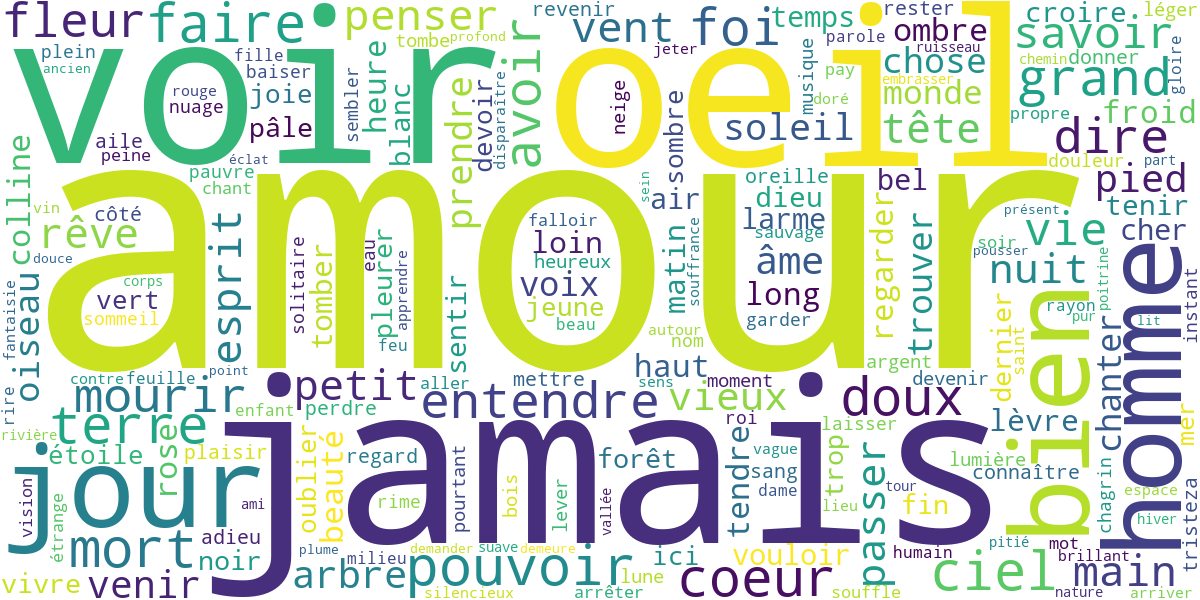 fleur
faire
penser
revenir
vent
foi
temps
rester
croire
léger
plein
ancien
fille
baiser
tombe
profond
jeter
parole
ombre
ruisseau
savoir
voir
oeil
rouge
nuage
joie
sembler
heure
blanc
prendre
devoir
disparaître
avoir
neige
sombre
soleil
musique
pay
doré
chose
embrasser
monde
tête
grand
chemin
donner
gloire
propre
froid
dire
aile
peine
pâle
éclat
pauvre
chant
douleur
part
colline
vin
douce
côté
rêve
esprit
amour
falloir
loin
heureux
voix
jeune
beau
sein
air
oreille
dieu
larme
sauvage
bel
pied
tenir
présent
soir
pousser
vie
cher
corps
vert
sommeil
solitaire
tomber
eau
pleurer
apprendre
feu
sentir
matin
souffrance
âme
long
garder
regarder
trouver
nuit
rayon
pur
poitrine
lit
homme
instant
fantaisie
oiseau
point
autour
nom
argent
dernier
saint
chanter
mer
rire
rivière
contre
feuille
mourir
petit
aller
mettre
sens
haut
moment
devenir
bien
terre
enfant
perdre
entendre
vieux
roi
laisser
doux
lèvre
étoile
rose
plaisir
oublier
beauté
regard
jamais
forêt
tendre
vague
sang
dame
trop
lieu
passer
tour
fin
lumière
connaître
chagrin
espace
hiver
tristeza
jour
vision
étrange
ami
rime
pourtant
bois
lever
vallée
mort
adieu
noir
plume
milieu
demander
suave
demeure
ici
vouloir
humain
pitié
mot
brillant
main
vivre
venir
arbre
pouvoir
silencieux
arrêter
lune
coeur
souffle
ciel
nature
arriver